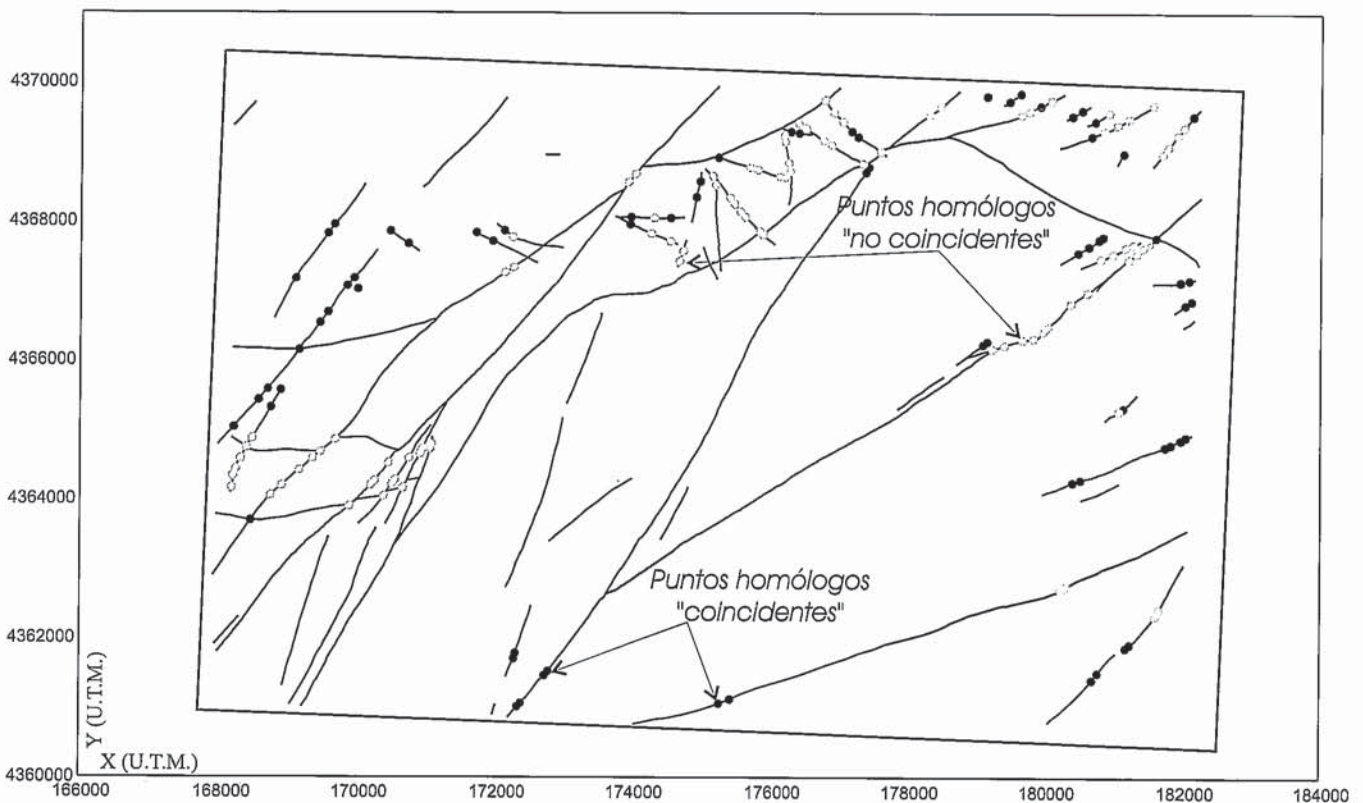 4370000
4368000
4366000
4364000
4362000
4360000
Puntos homólogos
"no coincidentes"
Puntos homólogos
"coincidentes"
Y (U.T.M.)
X (U.T.M.)
166000 168000 170000 172000 174000 176000 178000 180000 182000 184000